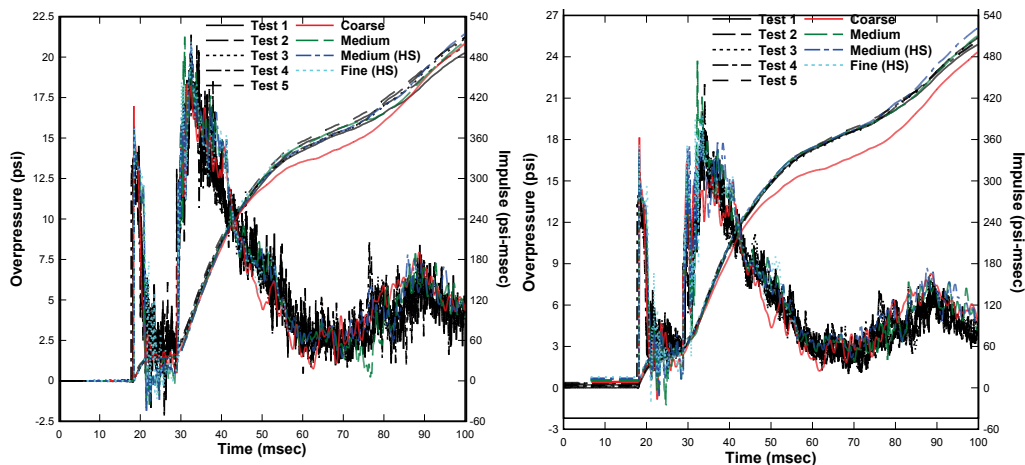 22.5
20
17.5
15
12.5
10
7.5
5
2.5
0
-2.5
Overpressure (psi)
Test 1
Test 2
Test 3
Test 4
Test 5
Coarse
Medium
Medium (HS)
Fine (HS)
540
480
420
360
300
240
180
120
60
0
-60
Impulse (psi-msec)
0 10 20 30 40 50 60 70 80 90 100
Time (msec)
27
24
21
18
15
12
9
6
3
0
-3
Overpressure (psi)
Test 1
Test 2
Test 3
Test 4
Test 5
Coarse
Medium
Medium (HS)
Fine (HS)
540
480
420
360
300
240
180
120
60
0
-60
Impulse (psi-msec)
0 10 20 30 40 50 60 70 80 90 100
Time (msec)